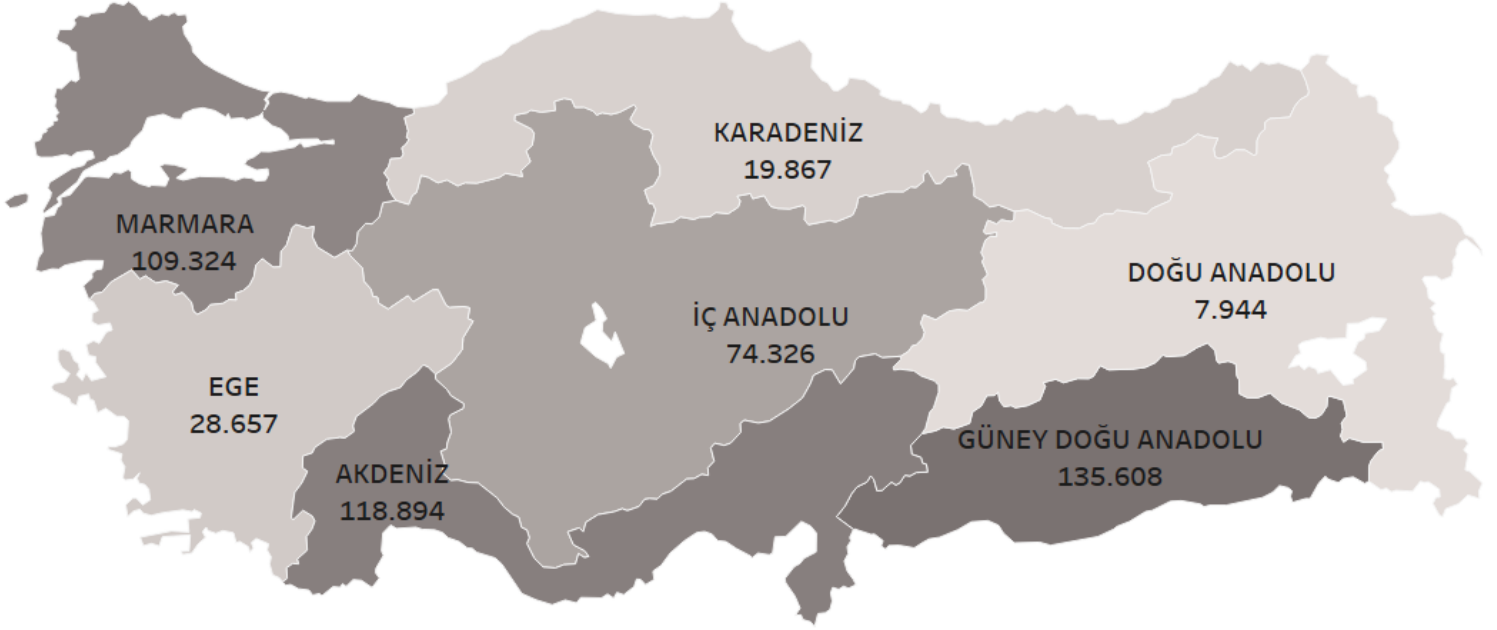 KARADENİZ
19.867
MARMARA
109.324
DOĞU ANADOLU
7.944
İÇ ANADOLU
74.326
EGE
28.657
GÜNEY DOĞU ANADOLU
135.608
AKDENİZ
118.894